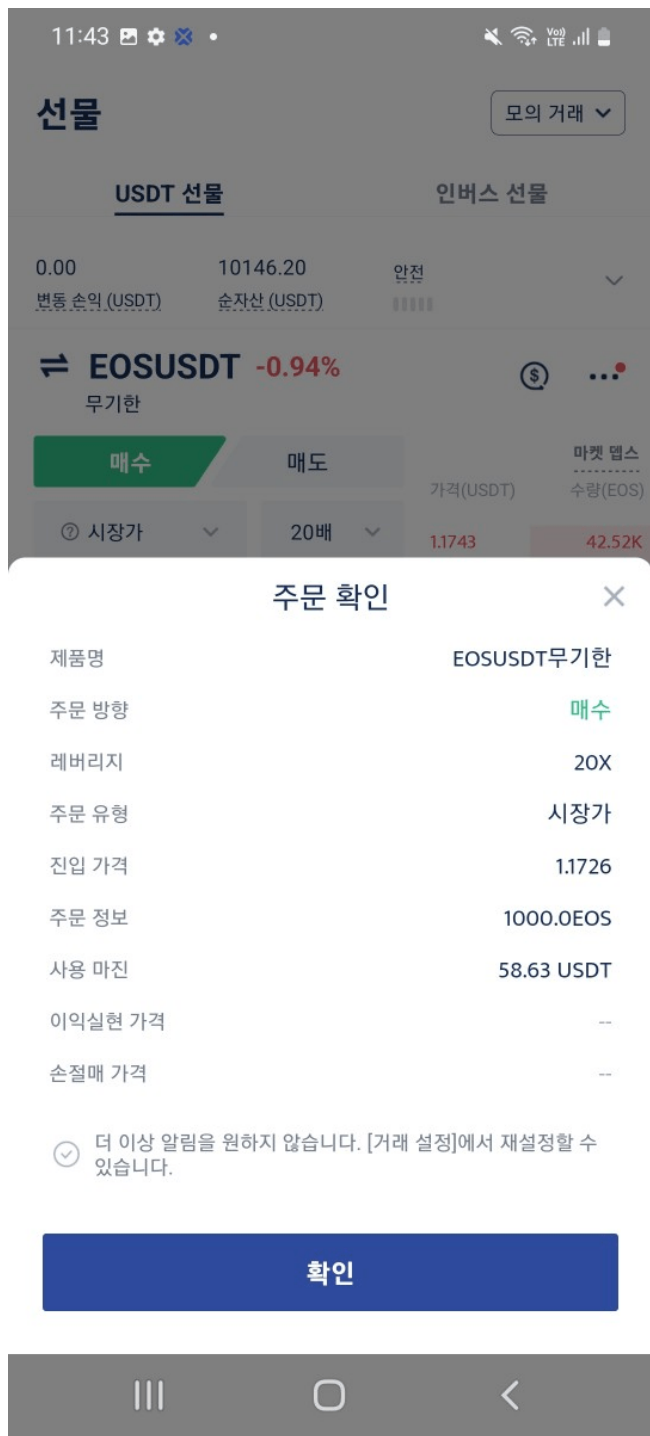 11:43
Vo)) LTE
선물
모의 거래
USDT 선물
인버스 선물
0.00
10146.20
안전
변동 손익 (USDT)
순자산 (USDT)
EOSUSDT -0.94%
무기한
매수
매도
마켓 뎁스
가격(USDT)
수량(EOS)
시장가
20배
1.1743
42.52K
주문 확인
제품명
EOSUSDT무기한
주문 방향
매수
레버리지
20X
주문 유형
시장가
진입 가격
1.1726
주문 정보
1000.0EOS
사용 마진
58.63 USDT
이익실현 가격
--
손절매 가격
--
더 이상 알림을 원하지 않습니다. [거래 설정]에서 재설정할 수
있습니다.
확인